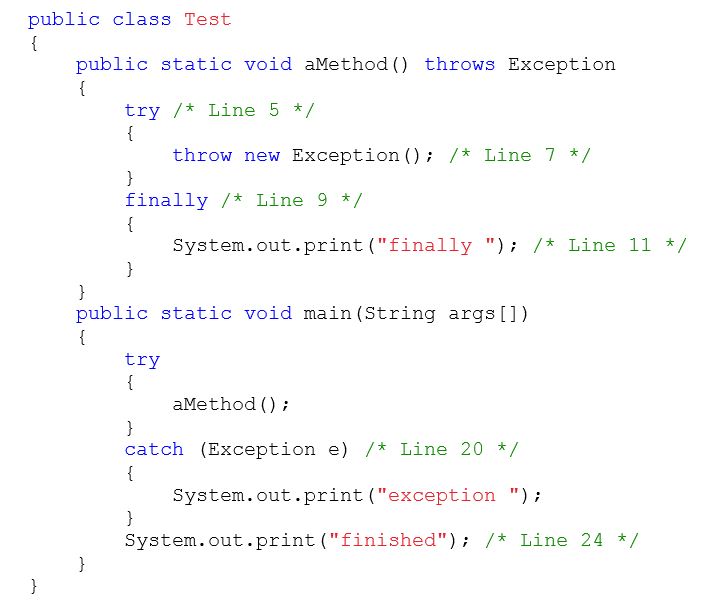 public class Test
{
    public static void aMethod() throws Exception
    {
        try /* Line 5 */
        {
            throw new Exception(); /* Line 7 */
        }
        finally /* Line 9 */
        {
            System.out.print("finally "); /* Line 11 */
        }
    }
    public static void main(String args[])
    {
        try
        {
            aMethod();
        }
        catch (Exception e) /* Line 20 */
        {
            System.out.print("exception ");
        }
        System.out.print("finished"); /* Line 24 */
    }
}